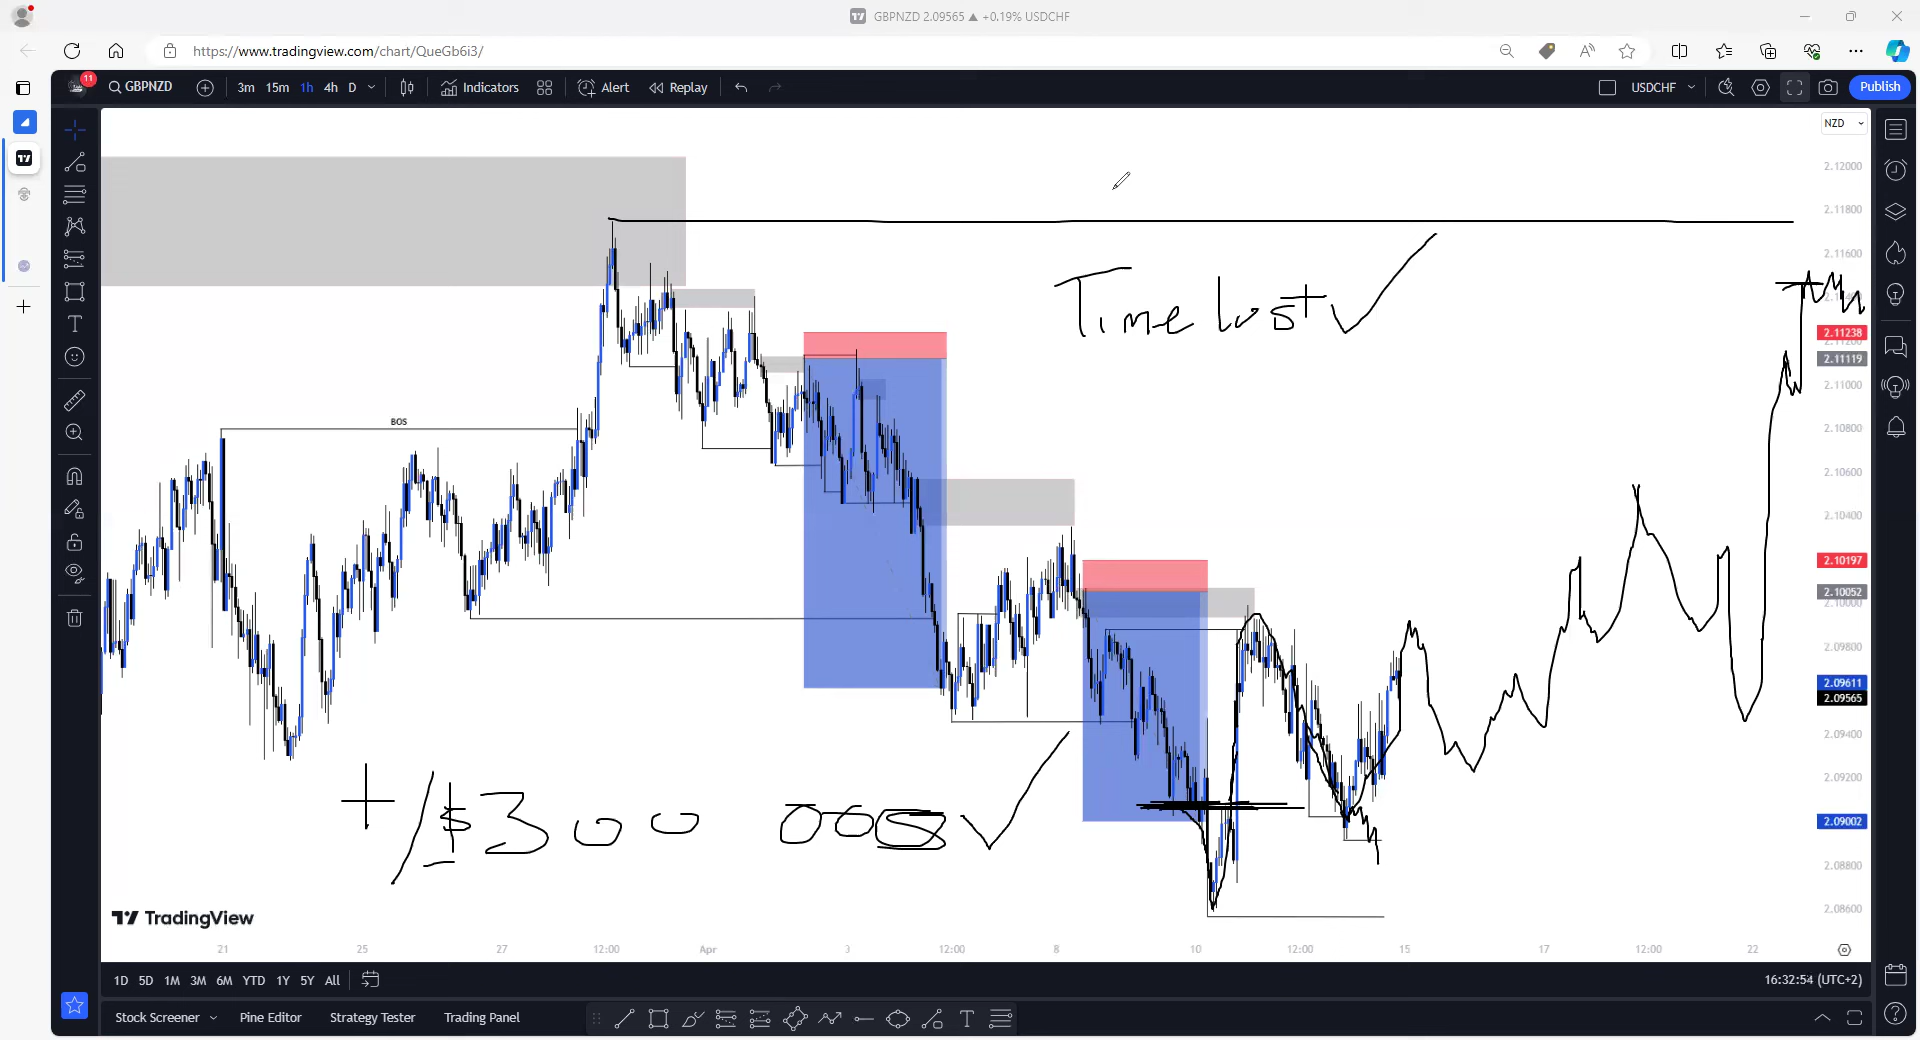 GBPNZD 2.09565 ▲ +0.19% USDCHF
https://www.tradingview.com/chart/QueGb6i3/
11
GBPNZD 3m 15m 1h 4h D Indicators Alert Replay USDCHF Publish
NZD
2.12000
2.11800
2.11600
Time lost
2.11238
2.11119
2.11000
2.10800
BOS
2.10600
2.10400
2.10197
2.10052
2.10000
2.09800
2.09611
2.09565
2.09400
2.09200
+/$300
2.09002
2.08800
2.08600
TradingView
21 25 27 12:00 Apr 3 12:00 8 10 12:00 15 17 12:00 22
1D 5D 1M 3M 6M YTD 1Y 5Y All 16:32:54 (UTC+2)
Stock Screener Pine Editor Strategy Tester Trading Panel